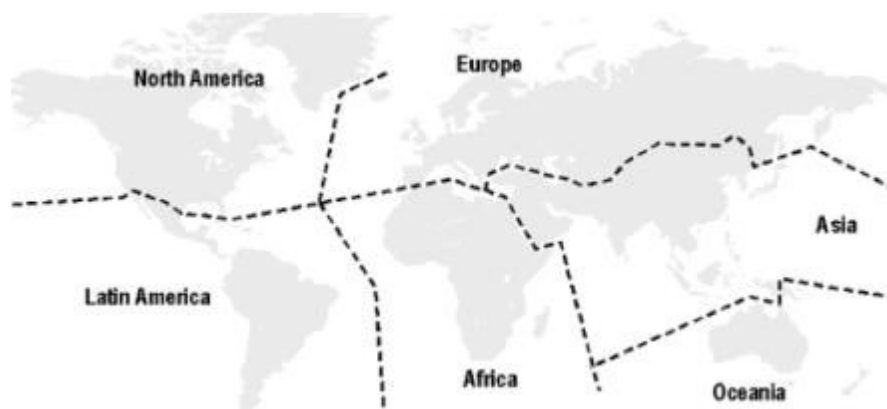 North America
Europe
Asia
Latin America
Africa
Oceania